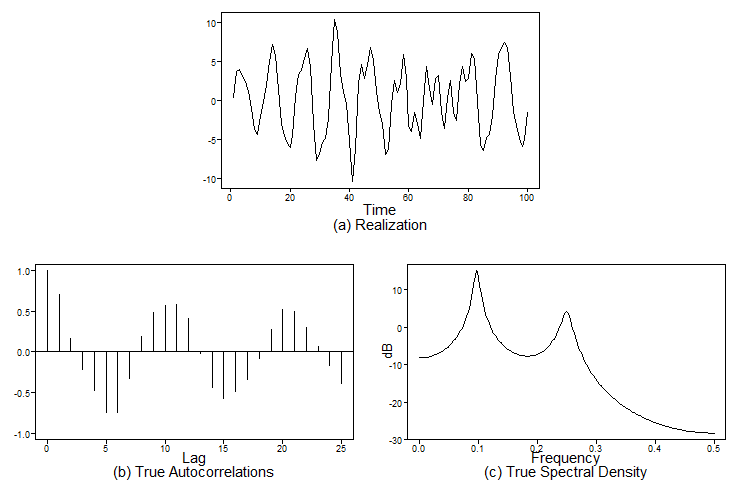 10
5
0
-5
-10
0 20 40 60 80 100
Time
(a) Realization
1.0
0.5
0.0
-0.5
-1.0
0 5 10 15 20 25
Lag
(b) True Autocorrelations
dB
10
0
-10
-20
-30
0.0 0.1 0.2 0.3 0.4 0.5
Frequency
(c) True Spectral Density